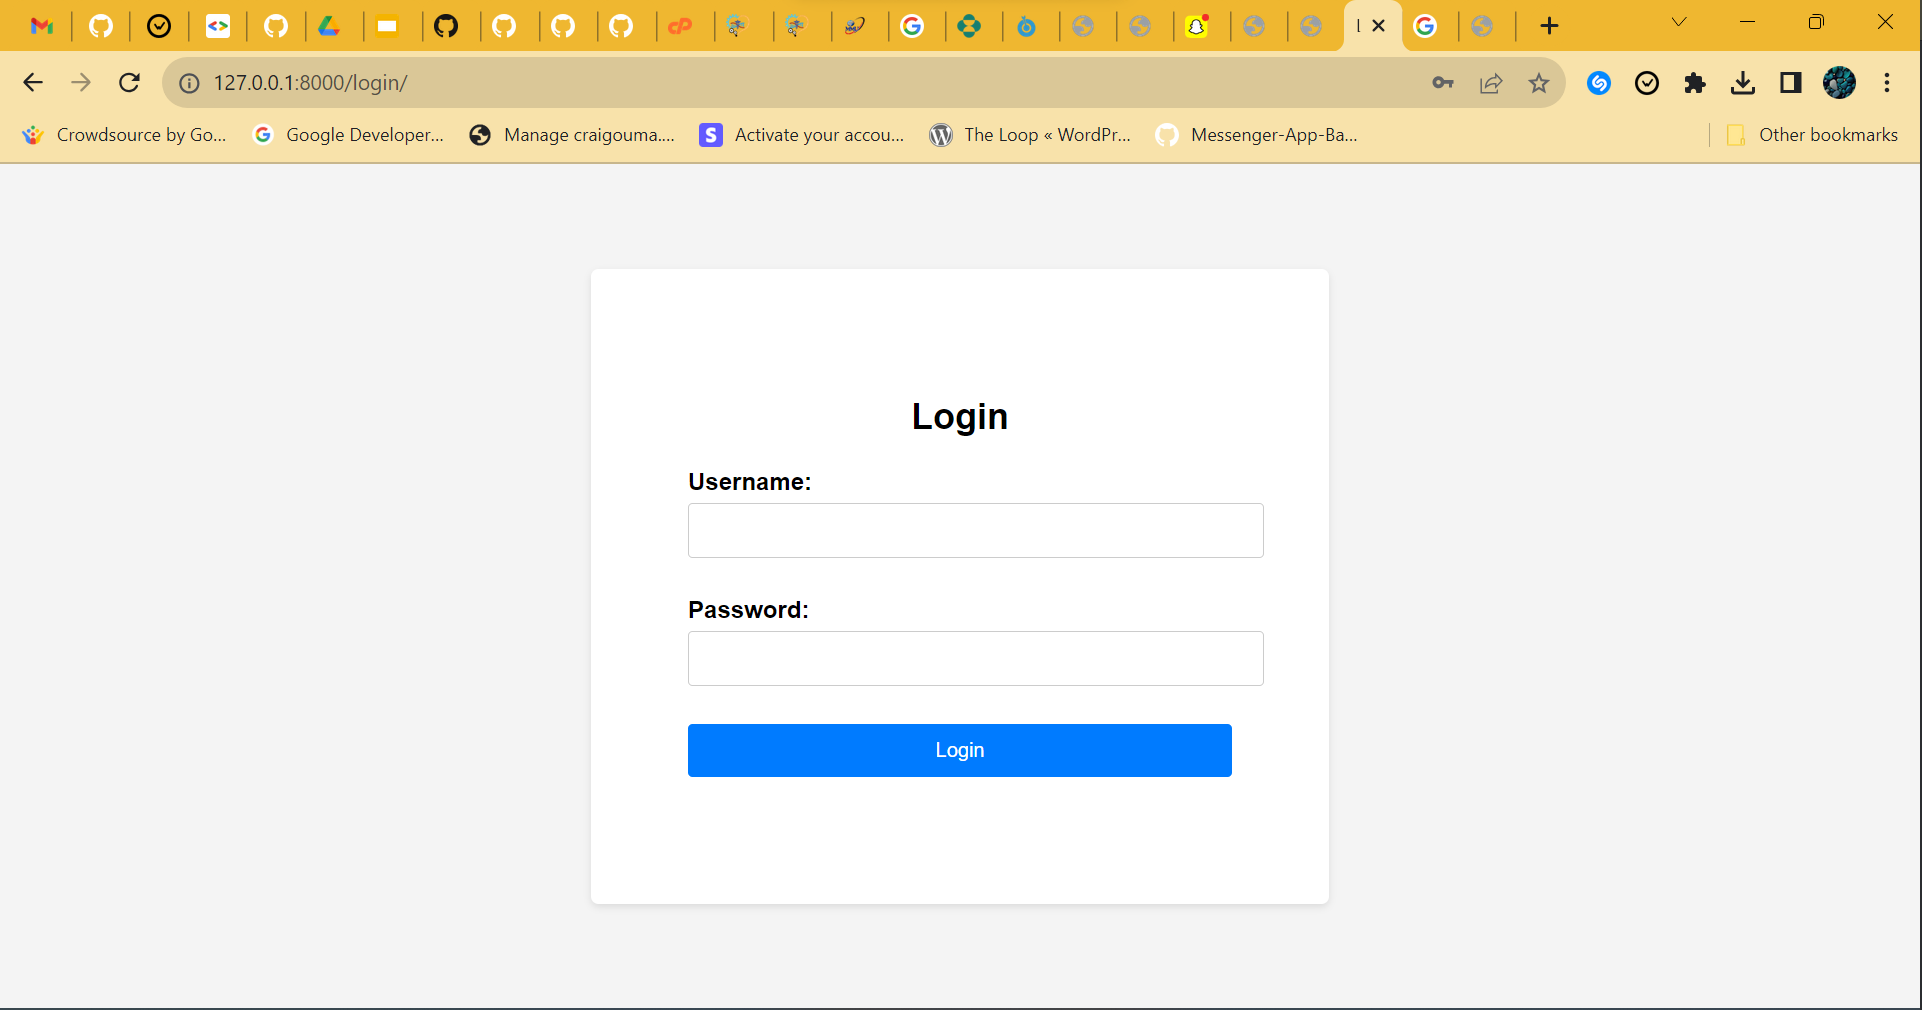 127.0.0.1:8000/login/
Crowdsource by Go...
Google Developer...
Manage craigouma....
Activate your accou...
The Loop « WordPr...
Messenger-App-Ba...
Other bookmarks
Login
Username:
Password:
Login